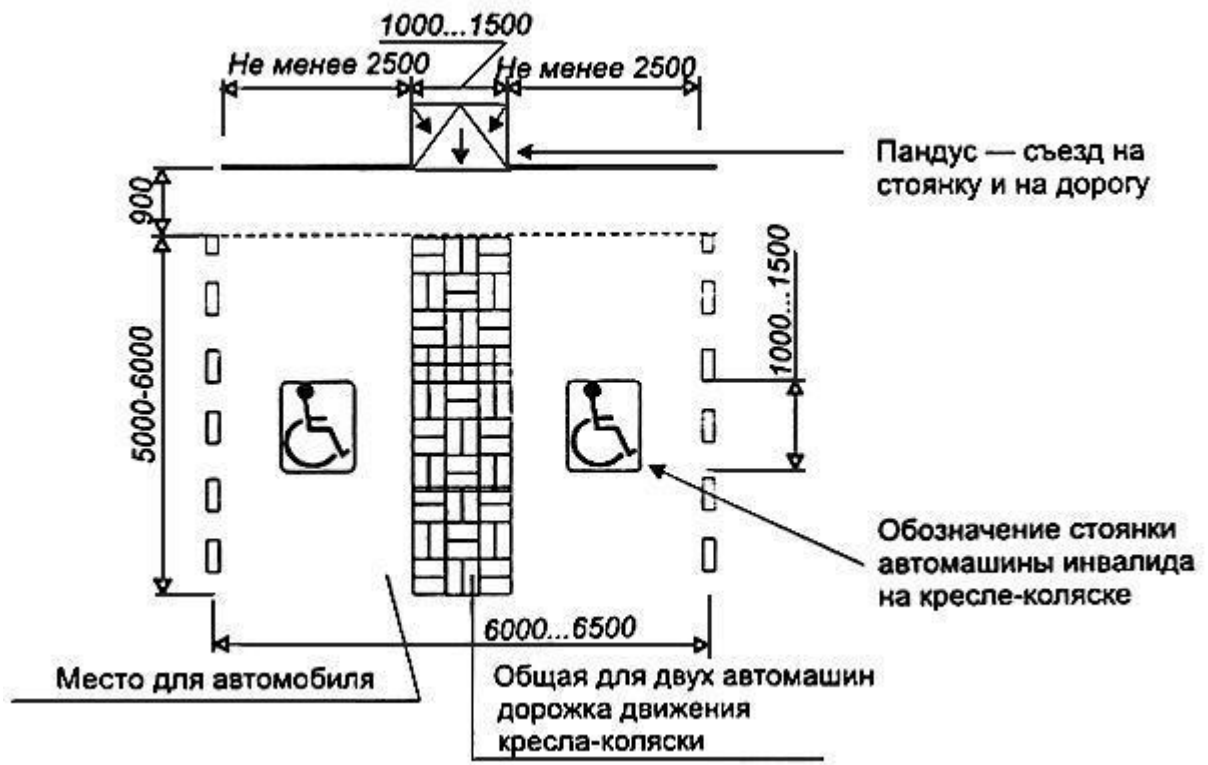 1000...1500
Не менее 2500
Не менее 2500
Пандус — съезд на
стоянку и на дорогу
900
5000-6000
1000...1500
Обозначение стоянки
автомашины инвалида
на кресле-коляске
6000...6500
Место для автомобиля
Общая для двух автомашин
дорожка движения
кресла-коляски